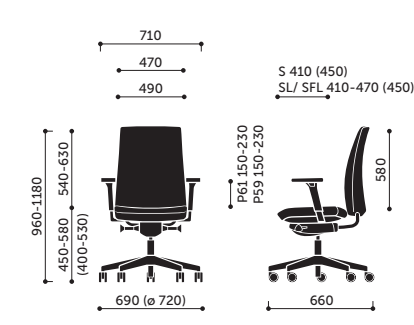 710
470
490
S 410 (450)
SL/ SFL 410-470 (450)
960-1180
540-630
450-580
(400-530)
P61 150-230
P59 150-230
580
690 (ø 720)
660